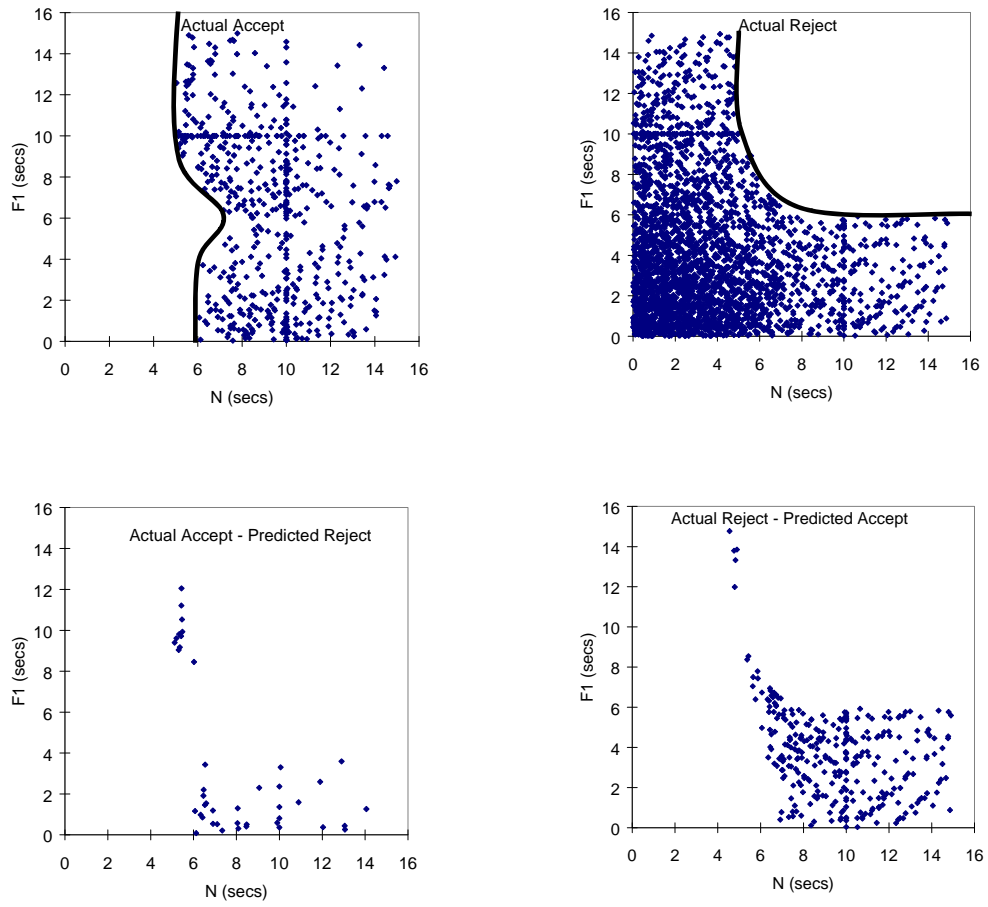 Actual Accept
16
14
12
10
8
6
4
2
0
F1 (secs)
0 2 4 6 8 10 12 14 16
N (secs)
Actual Reject
16
14
12
10
8
6
4
2
0
F1 (secs)
0 2 4 6 8 10 12 14 16
N (secs)
Actual Accept - Predicted Reject
16
14
12
10
8
6
4
2
0
F1 (secs)
0 2 4 6 8 10 12 14 16
N (secs)
Actual Reject - Predicted Accept
16
14
12
10
8
6
4
2
0
F1 (secs)
0 2 4 6 8 10 12 14 16
N (secs)